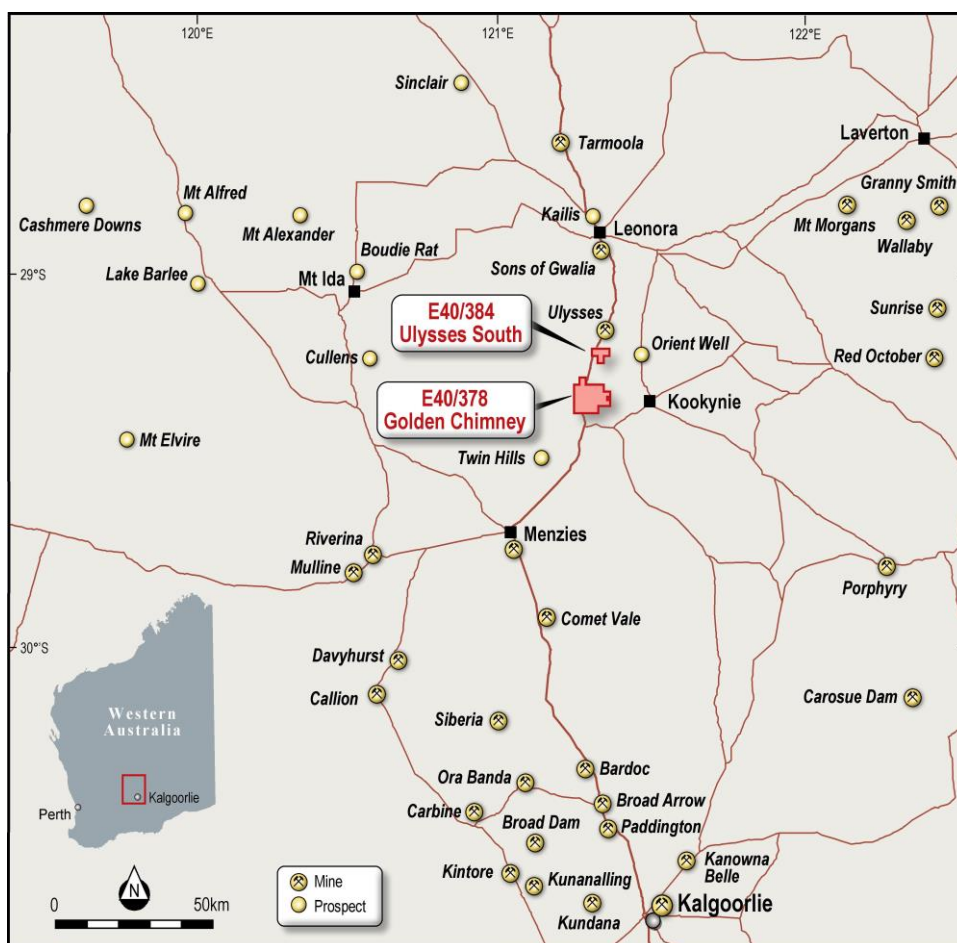 120°E
121°E
122°E
Sinclair
Tarmoola
Laverton
Granny Smith
Mt Alfred
Cashmere Downs
Mt Alexander
Kailis
Leonora
Mt Morgans
Wallaby
Boudie Rat
Sons of Gwalia
29°S
Lake Barlee
Mt Ida
E40/384
Ulysses South
Ulysses
Sunrise
Cullens
Orient Well
Red October
E40/378
Golden Chimney
Kookynie
Mt Elvire
Twin Hills
Menzies
Riverina
Mulline
Porphyry
Comet Vale
30°S
Davyhurst
Callion
Carosue Dam
Siberia
Western
Australia
Bardoc
Ora Banda
Kalgoorlie
Perth
Carbine
Broad Arrow
Broad Dam
Paddington
Kanowna
Belle
Kintore
Kunanalling
Kundana
Kalgoorlie
N
0
50km
Mine
Prospect